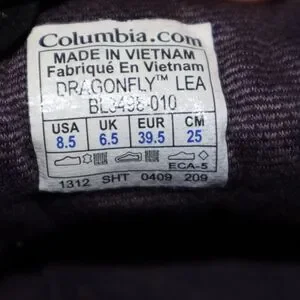 Columbia.com
MADE IN VIETNAM
Fabriqué En Vietnam
DRAGONFLY™ LEA
BL3498-010
USA UK EUR CM
8.5 6.5 39.5 25
ECA-5
1312 SHT 0409 209